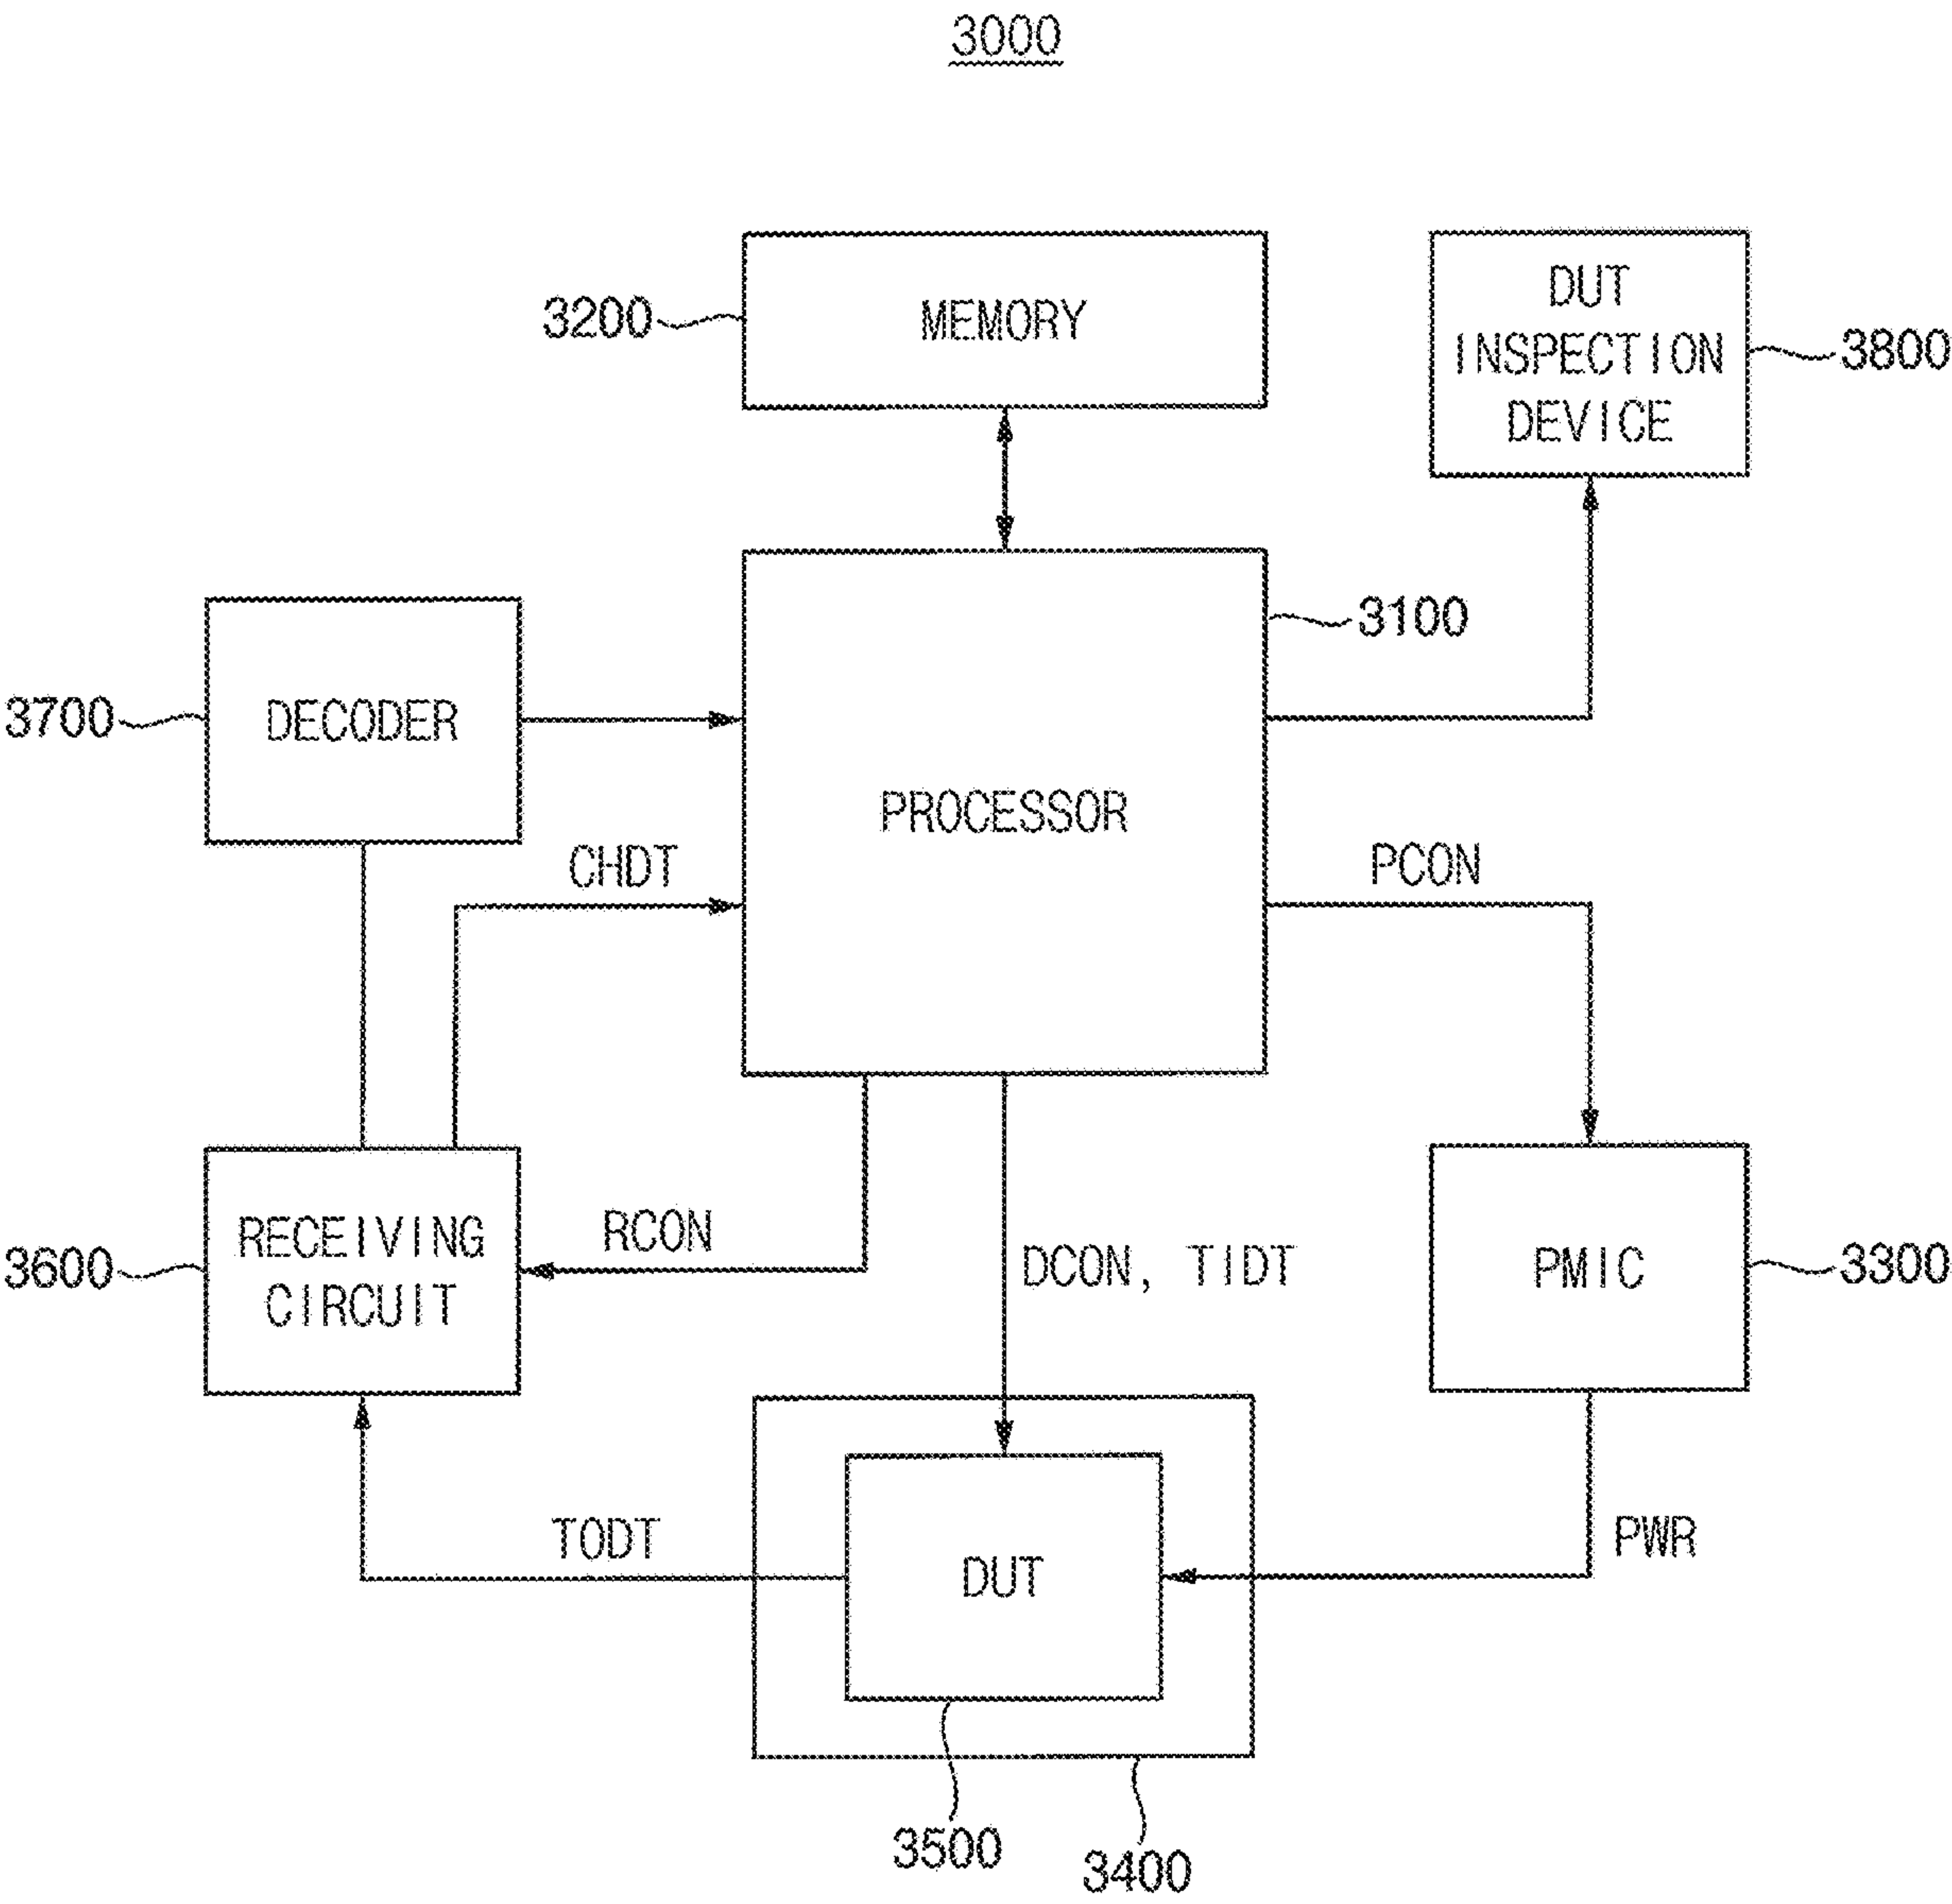 3000
3200
MEMORY
DUT
INSPECTION
DEVICE
3800
3700
DECODER
3100
PROCESSOR
CHDT
PCON
3600
RECEIVING
CIRCUIT
RCON
DCON, TIDT
PMIC
3300
TODT
DUT
PWR
3500
3400